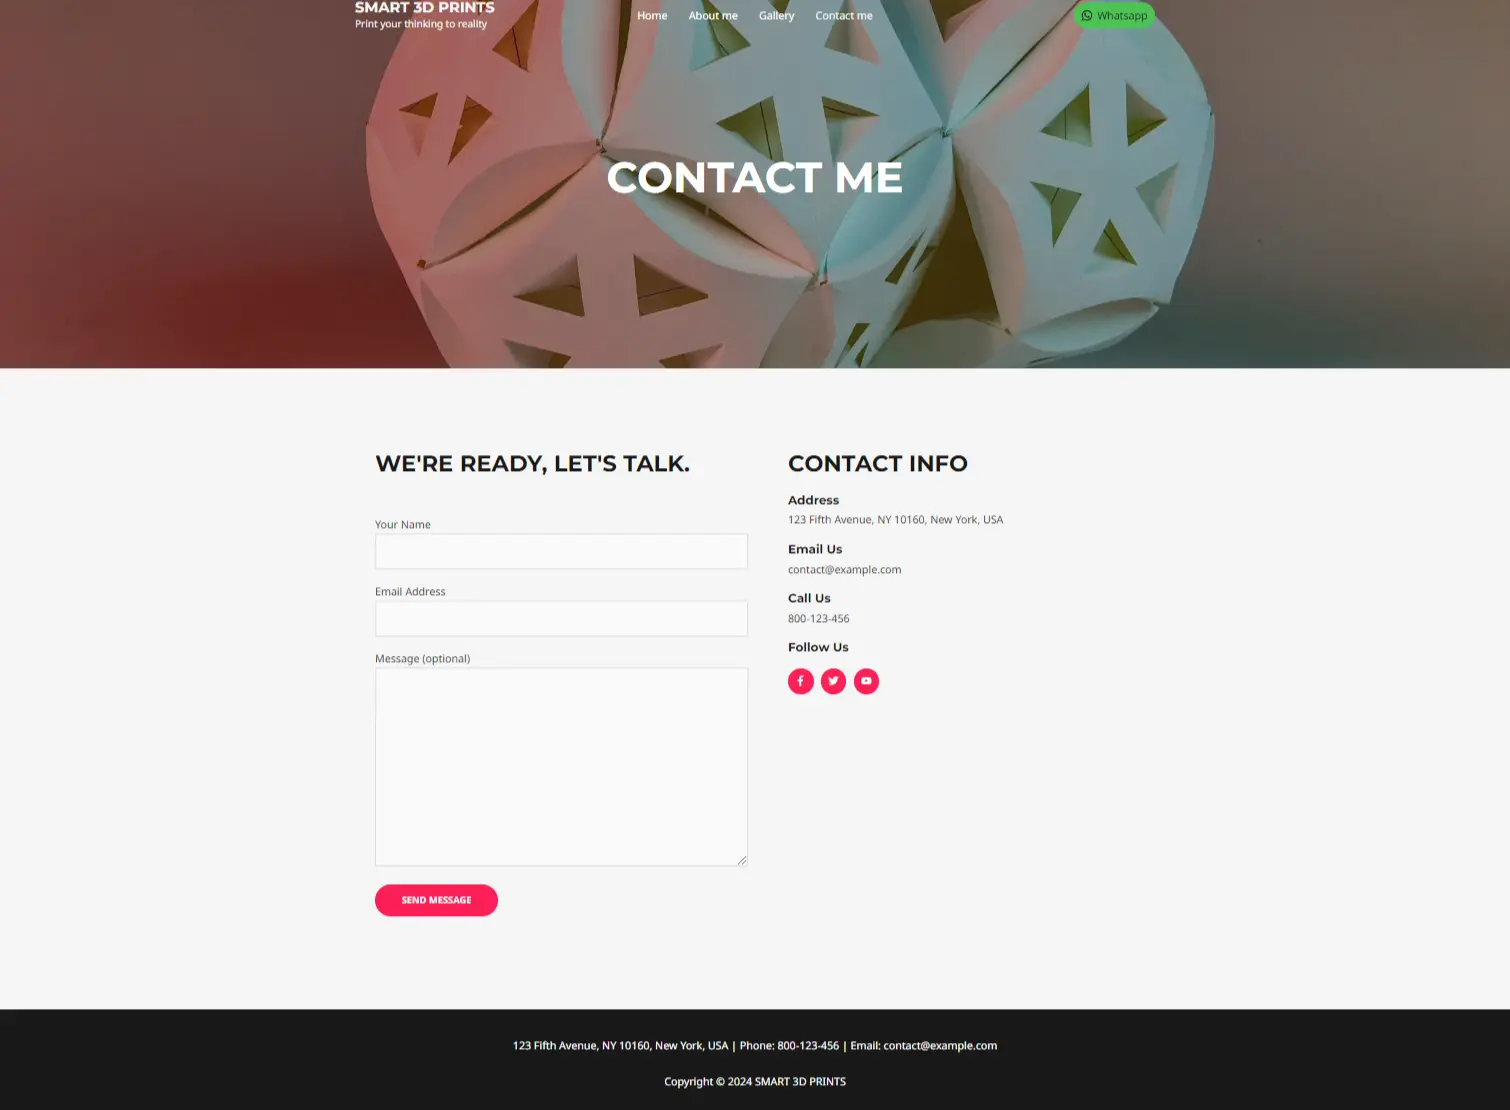 SMART 3D PRINTS
Print your thinking to reality
Home About me Gallery Contact me
Whatsapp
CONTACT ME
WE'RE READY, LET'S TALK.
Your Name
Email Address
Message (optional)
SEND MESSAGE
CONTACT INFO
Address
123 Fifth Avenue, NY 10160, New York, USA
Email Us
contact@example.com
Call Us
800-123-456
Follow Us
123 Fifth Avenue, NY 10160, New York, USA | Phone: 800-123-456 | Email: contact@example.com
Copyright © 2024 SMART 3D PRINTS